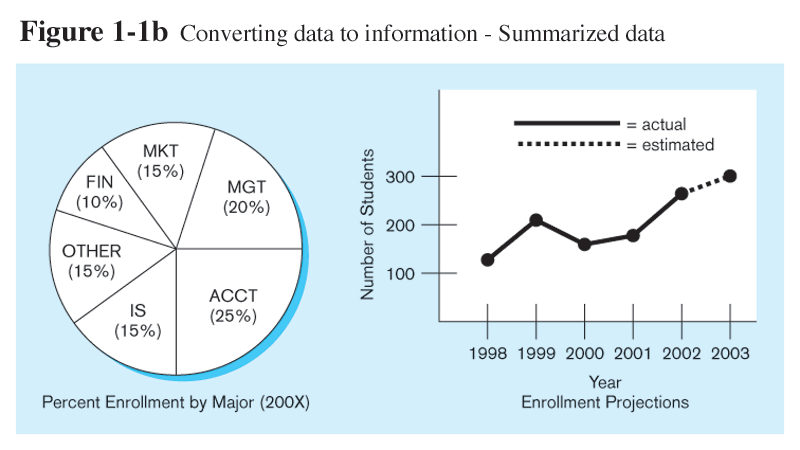 Figure 1-1b Converting data to information - Summarized data
MKT
(15%)
MGT
(20%)
FIN
(10%)
OTHER
(15%)
IS
(15%)
ACCT
(25%)
Percent Enrollment by Major (200X)
= actual
= estimated
Number of Students
300
200
100
1998 1999 2000 2001 2002 2003
Year
Enrollment Projections